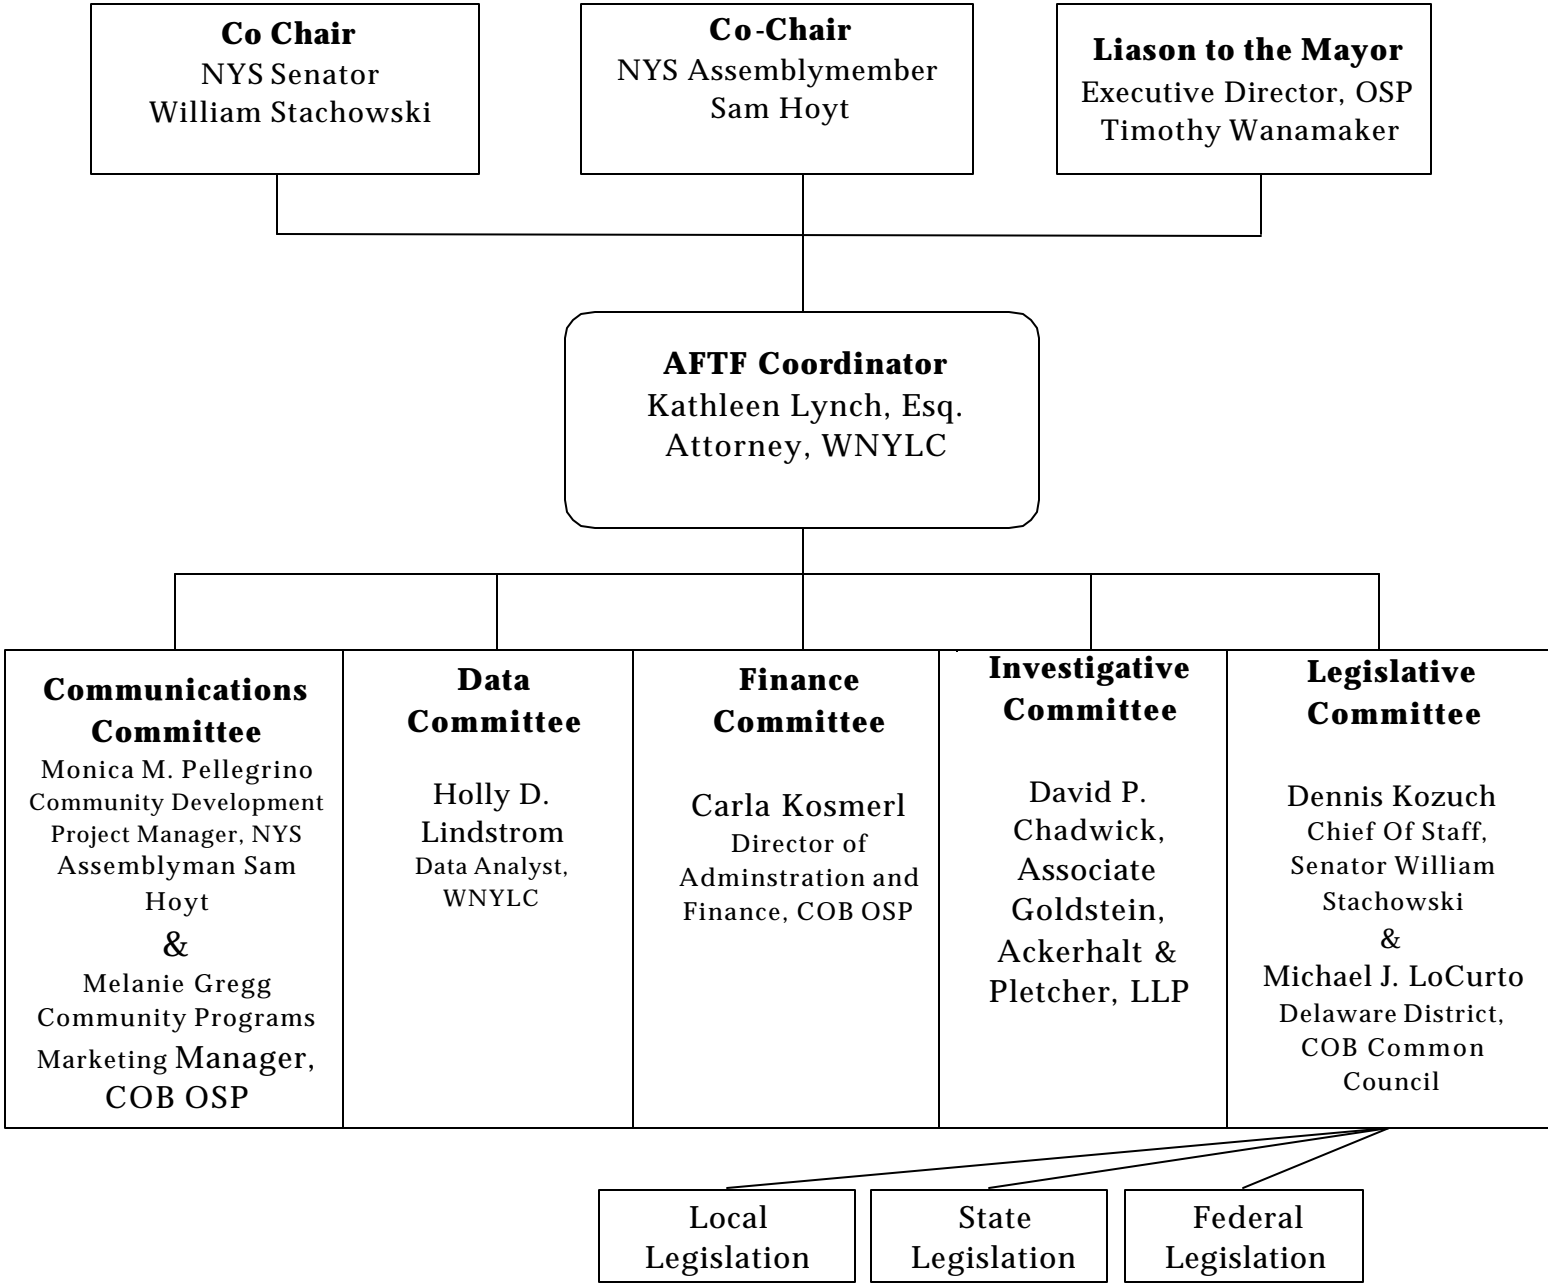 Co Chair
NYS Senator
William Stachowski
Co-Chair
NYS Assemblymember
Sam Hoyt
Liason to the Mayor
Executive Director, OSP
Timothy Wanamaker
AFTF Coordinator
Kathleen Lynch, Esq.
Attorney, WNYLC
Communications
Committee
Monica M. Pellegrino
Community Development
Project Manager, NYS
Assemblyman Sam
Hoyt
&
Melanie Gregg
Community Programs
Marketing Manager,
COB OSP
Data
Committee
Holly D.
Lindstrom
Data Analyst,
WNYLC
Finance
Committee
Carla Kosmerl
Director of
Adminstration and
Finance, COB OSP
Investigative
Committee
David P.
Chadwick,
Associate
Goldstein,
Ackerhalt &
Pletcher, LLP
Legislative
Committee
Dennis Kozuch
Chief Of Staff,
Senator William
Stachowski
&
Michael J. LoCurto
Delaware District,
COB Common
Council
Local
Legislation
State
Legislation
Federal
Legislation